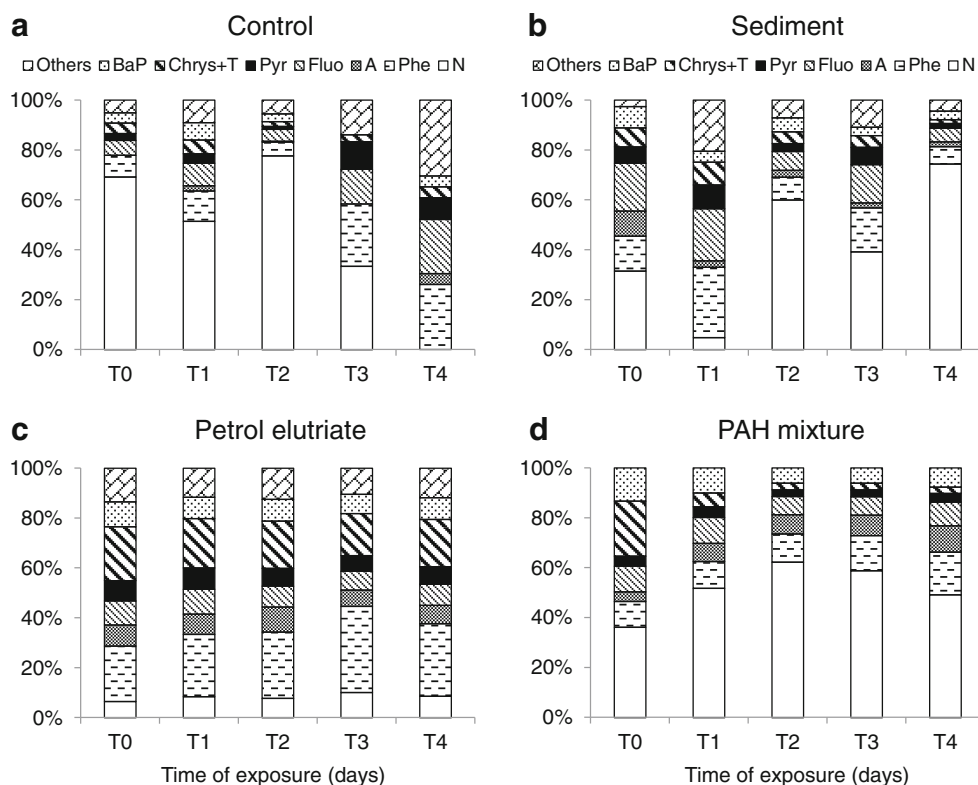 a Control
Others BaP Chrys+T Pyr Fluo A Phe N
100%
80%
60%
40%
20%
0%
T0 T1 T2 T3 T4
b Sediment
Others BaP Chrys+T Pyr Fluo A Phe N
100%
80%
60%
40%
20%
0%
T0 T1 T2 T3 T4
c Petrol elutriate
100%
80%
60%
40%
20%
0%
T0 T1 T2 T3 T4
Time of exposure (days)
d PAH mixture
100%
80%
60%
40%
20%
0%
T0 T1 T2 T3 T4
Time of exposure (days)